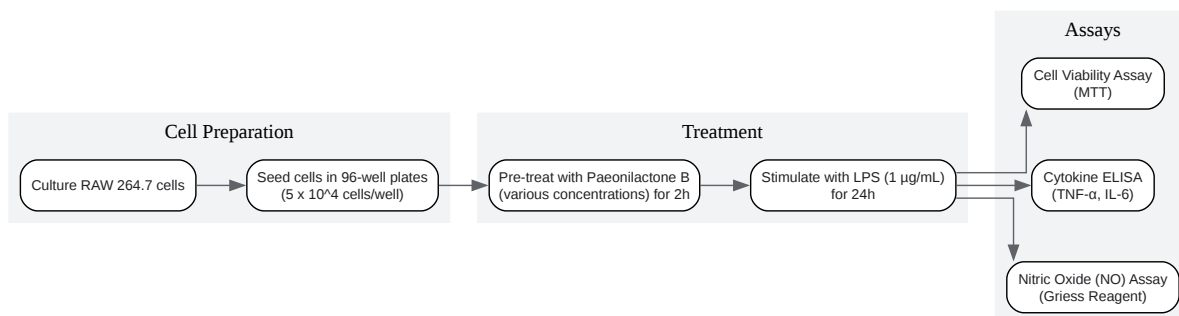 Cell Preparation
Culture RAW 264.7 cells
Seed cells in 96-well plates
(5 x 10^4 cells/well)
Treatment
Pre-treat with Paeonilactone B
(various concentrations) for 2h
Stimulate with LPS (1 µg/mL)
for 24h
Assays
Cell Viability Assay
(MTT)
Cytokine ELISA
(TNF-α, IL-6)
Nitric Oxide (NO) Assay
(Griess Reagent)